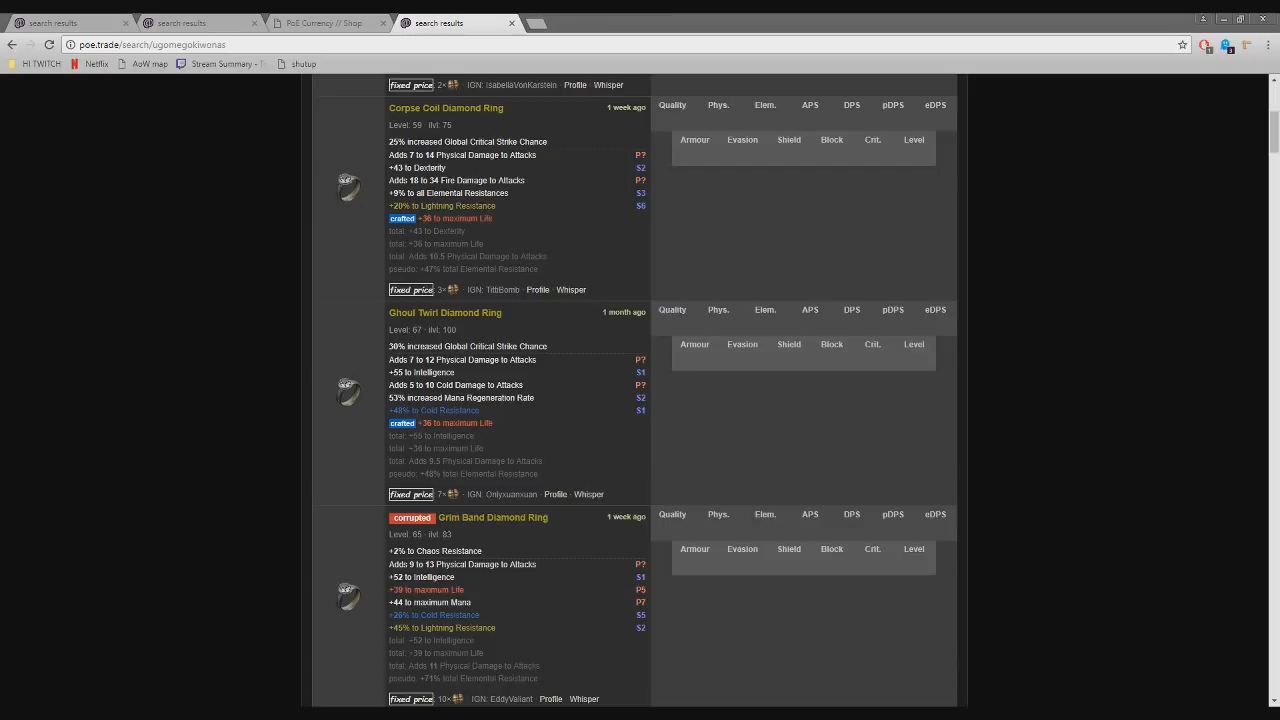 search results
search results
PoE Currency // Shop
search results
poe.trade/search/ugomegokiwonas
HI TWITCH
Netflix
AoW map
Stream Summary -
shutup
fixed price 2× · IGN: IsabellaVonKarstein · Profile · Whisper
Corpse Coil Diamond Ring 1 week ago
Level: 59 · ilvl: 75
25% increased Global Critical Strike Chance
Adds 7 to 14 Physical Damage to Attacks P?
+43 to Dexterity S2
Adds 18 to 34 Fire Damage to Attacks P?
+9% to all Elemental Resistances S3
+20% to Lightning Resistance S6
crafted +36 to maximum Life
total: +43 to Dexterity
total: +36 to maximum Life
total: Adds 10.5 Physical Damage to Attacks
pseudo: +47% total Elemental Resistance
fixed price 3× · IGN: TittiBomb · Profile · Whisper
Quality Phys. Elem. APS DPS pDPS eDPS
Armour Evasion Shield Block Crit. Level
Ghoul Twirl Diamond Ring 1 month ago
Level: 67 · ilvl: 100
30% increased Global Critical Strike Chance
Adds 7 to 12 Physical Damage to Attacks P?
+55 to Intelligence S1
Adds 5 to 10 Cold Damage to Attacks P?
53% increased Mana Regeneration Rate S2
+48% to Cold Resistance S1
crafted +36 to maximum Life
total: +55 to Intelligence
total: +36 to maximum Life
total: Adds 9.5 Physical Damage to Attacks
pseudo: +48% total Elemental Resistance
fixed price 7× · IGN: Onlyxuanxuan · Profile · Whisper
Quality Phys. Elem. APS DPS pDPS eDPS
Armour Evasion Shield Block Crit. Level
corrupted Grim Band Diamond Ring 1 week ago
Level: 65 · ilvl: 83
+2% to Chaos Resistance
Adds 9 to 13 Physical Damage to Attacks P?
+52 to Intelligence S1
+39 to maximum Life P5
+44 to maximum Mana P7
+26% to Cold Resistance S5
+45% to Lightning Resistance S2
total: +52 to Intelligence
total: +39 to maximum Life
total: Adds 11 Physical Damage to Attacks
pseudo: +71% total Elemental Resistance
fixed price 10× · IGN: EddyValiant · Profile · Whisper
Quality Phys. Elem. APS DPS pDPS eDPS
Armour Evasion Shield Block Crit. Level